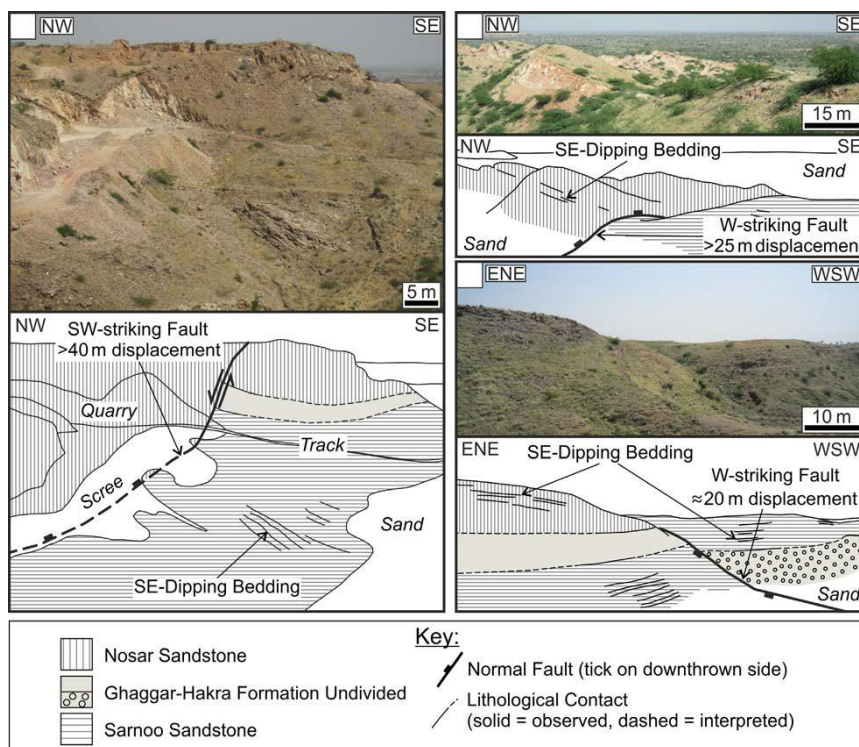 NW
SE
5 m
NW
SE
SW-striking Fault
>40 m displacement
Quarry
Track
Scree
Sand
SE-Dipping Bedding
NW
SE
15 m
NW
SE
SE-Dipping Bedding
Sand
Sand
W-striking Fault
>25 m displacement
ENE
WSW
10 m
ENE
WSW
SE-Dipping Bedding
W-striking Fault
≈20 m displacement
Sand
Key:
Nosar Sandstone
Ghaggar-Hakra Formation Undivided
Sarnoo Sandstone
Normal Fault (tick on downthrown side)
Lithological Contact
(solid = observed, dashed = interpreted)